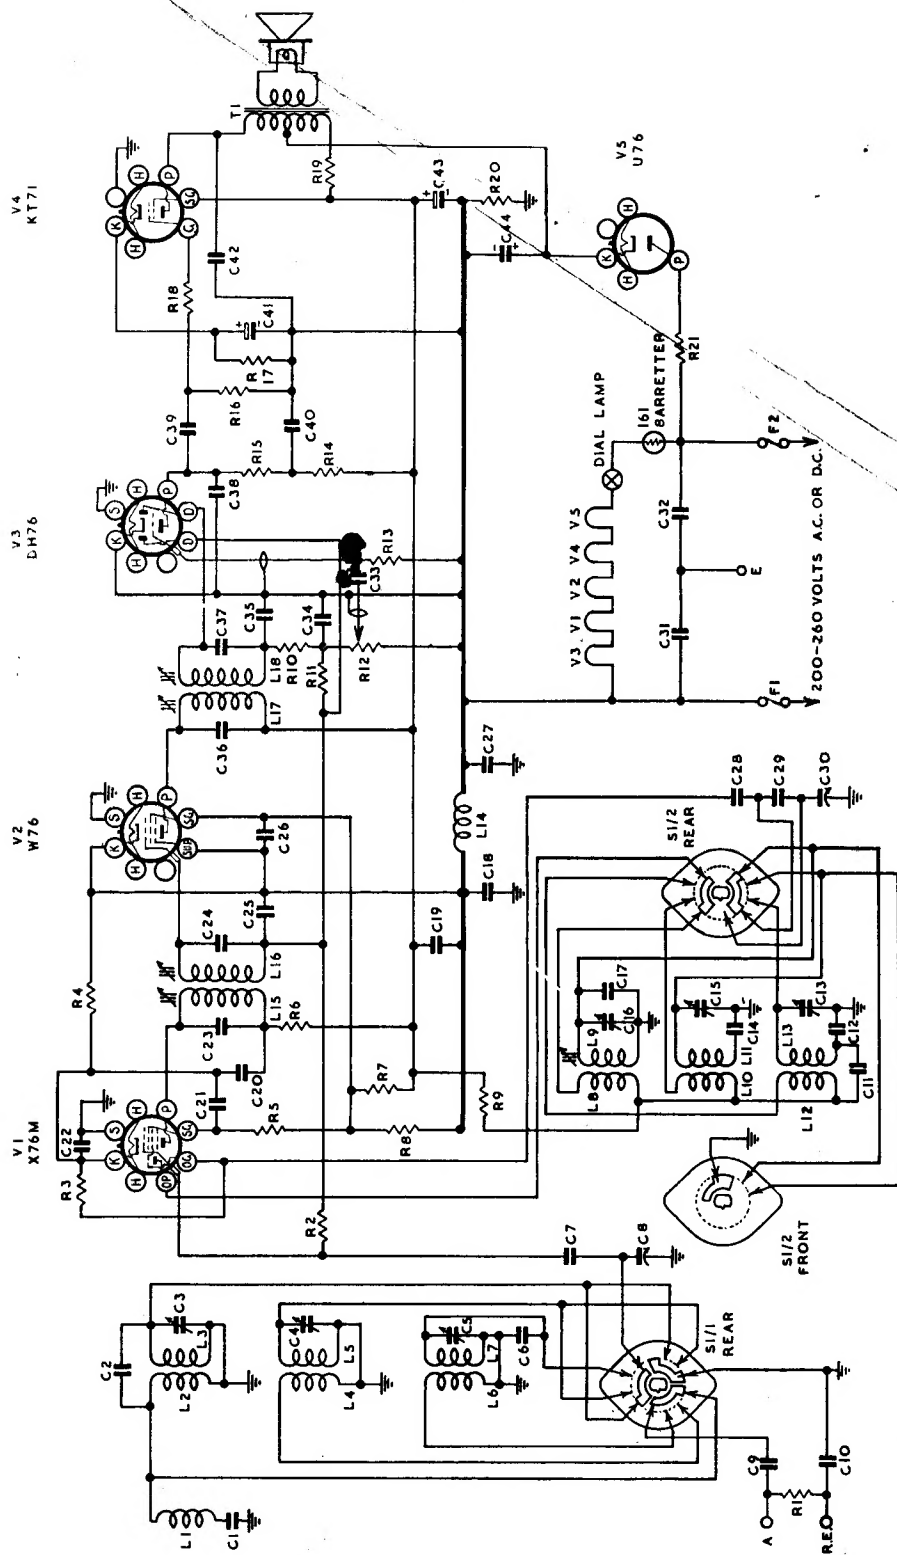 V1
X76M
V2
W76
V3
DH76
V4
KT71
V5
U76
L1
C1
C2
L2
L3
C3
L4
L5
C4
L6
L7
C5
C6
C7
C8
C9
C10
R1
A
R.E.
S1/1
REAR
R2
R3
C22
S
K
H
P
SG
OG
OP
H
R4
C21
C20
C23
L15
L16
C24
C25
C26
R5
R6
R7
R8
R9
S
K
H
P
SG
SUP
H
C19
C18
L14
C27
C36
L17
L18
C37
C35
R10
R11
C34
R12
C33
R13
S
K
H
P
D
D
H
C38
C39
R15
R14
C40
R16
R
17
C41
R18
C42
K
H
P
SG
G
H
T1
R19
C43
R20
C44
K
H
H
P
R21
161
BARRETTER
DIAL LAMP
V3
V1
V2
V4
V5
C31
C32
E
F1
F2
200-260 VOLTS A.C. OR D.C.
L8
L9
C16
C17
L10
L11
C15
C14
L12
L13
C13
C12
C11
S1/2
FRONT
S1/2
REAR
C28
C29
C30